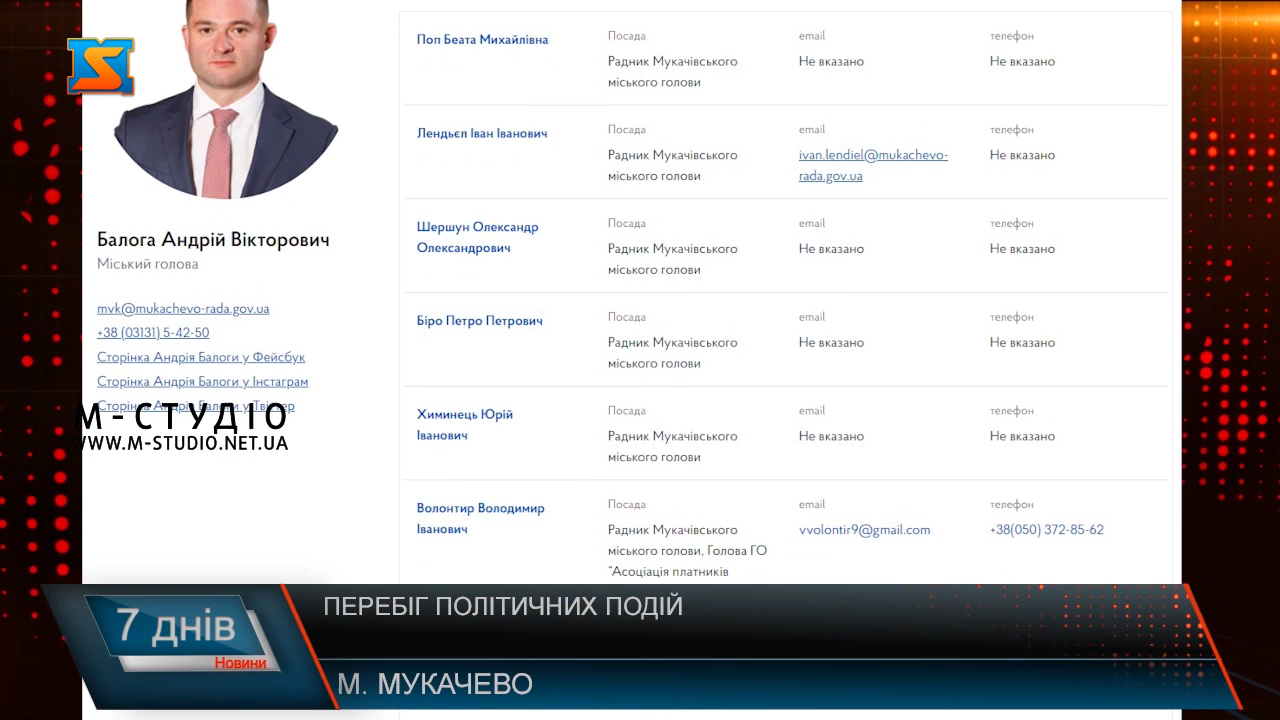 S
Балога Андрій Вікторович
Міський голова
mvk@mukachevo-rada.gov.ua
+38 (03131) 5-42-50
Сторінка Андрія Балоги у Фейсбук
Сторінка Андрія Балоги у Інстаграм
Сторінка Андрія Балоги у Твіттер
М-СТУДІО
WWW.M-STUDIO.NET.UA
Поп Беата Михайлівна
Посада
Радник Мукачівського
міського голови
email
Не вказано
телефон
Не вказано
Лендьєл Іван Іванович
Посада
Радник Мукачівського
міського голови
email
ivan.lendiel@mukachevo-
rada.gov.ua
телефон
Не вказано
Шершун Олександр
Олександрович
Посада
Радник Мукачівського
міського голови
email
Не вказано
телефон
Не вказано
Біро Петро Петрович
Посада
Радник Мукачівського
міського голови
email
Не вказано
телефон
Не вказано
Химинець Юрій
Іванович
Посада
Радник Мукачівського
міського голови
email
Не вказано
телефон
Не вказано
Волонтир Володимир
Іванович
Посада
Радник Мукачівського
міського голови, Голова ГО
“Асоціація платників
email
vvolontir9@gmail.com
телефон
+38(050) 372-85-62
7 днів
Новини
ПЕРЕБІГ ПОЛІТИЧНИХ ПОДІЙ
М. МУКАЧЕВО